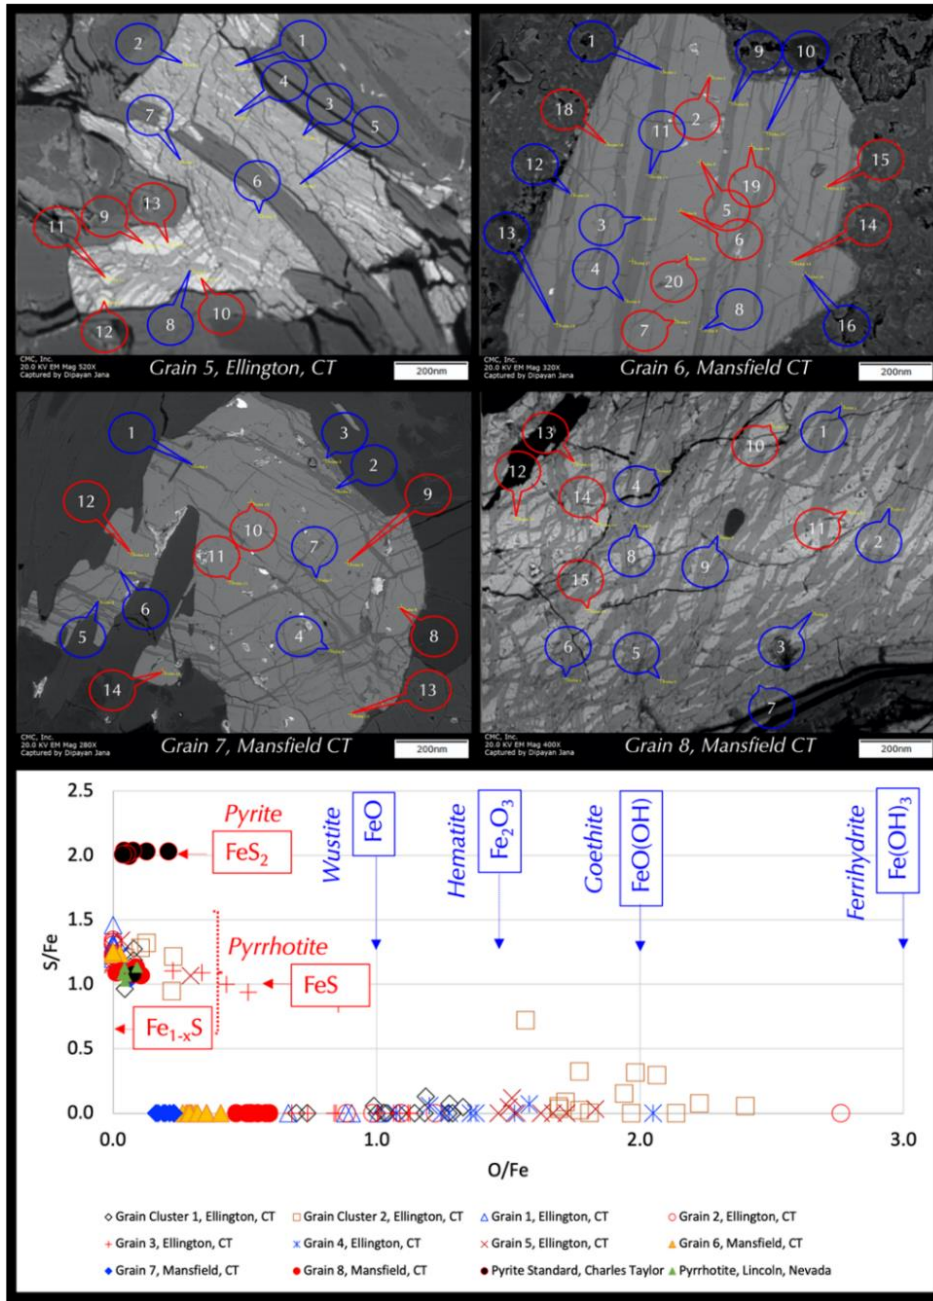 2
1
4
3
5
7
6
11
9
13
12
8
10
CMC, Inc.
20.0 KV EM Mag 520X
Captured by Dipayan Jana
Grain 5, Ellington, CT
200nm
1
9
10
18
2
11
12
15
19
5
3
13
6
14
4
20
7
8
16
CMC, Inc.
20.0 KV EM Mag 320X
Captured by Dipayan Jana
Grain 6, Mansfield CT
200nm
1
3
2
12
9
10
7
11
6
5
4
8
14
13
CMC, Inc.
20.0 KV EM Mag 280X
Captured by Dipayan Jana
Grain 7, Mansfield CT
200nm
13
10
1
12
4
14
11
2
8
9
15
6
5
3
7
CMC, Inc.
20.0 KV EM Mag 400X
Captured by Dipayan Jana
Grain 8, Mansfield CT
200nm
S/Fe
2.5
2.0
1.5
1.0
0.5
0.0
Pyrite
FeS₂
Wustite
FeO
Hematite
Fe₂O₃
Goethite
FeO(OH)
Ferrihydrite
Fe(OH)₃
Pyrrhotite
FeS
Fe₁₋ₓS
0.0 1.0 2.0 3.0
O/Fe
Grain Cluster 1, Ellington, CT
Grain Cluster 2, Ellington, CT
Grain 1, Ellington, CT
Grain 2, Ellington, CT
Grain 3, Ellington, CT
Grain 4, Ellington, CT
Grain 5, Ellington, CT
Grain 6, Mansfield, CT
Grain 7, Mansfield, CT
Grain 8, Mansfield, CT
Pyrite Standard, Charles Taylor
Pyrrhotite, Lincoln, Nevada